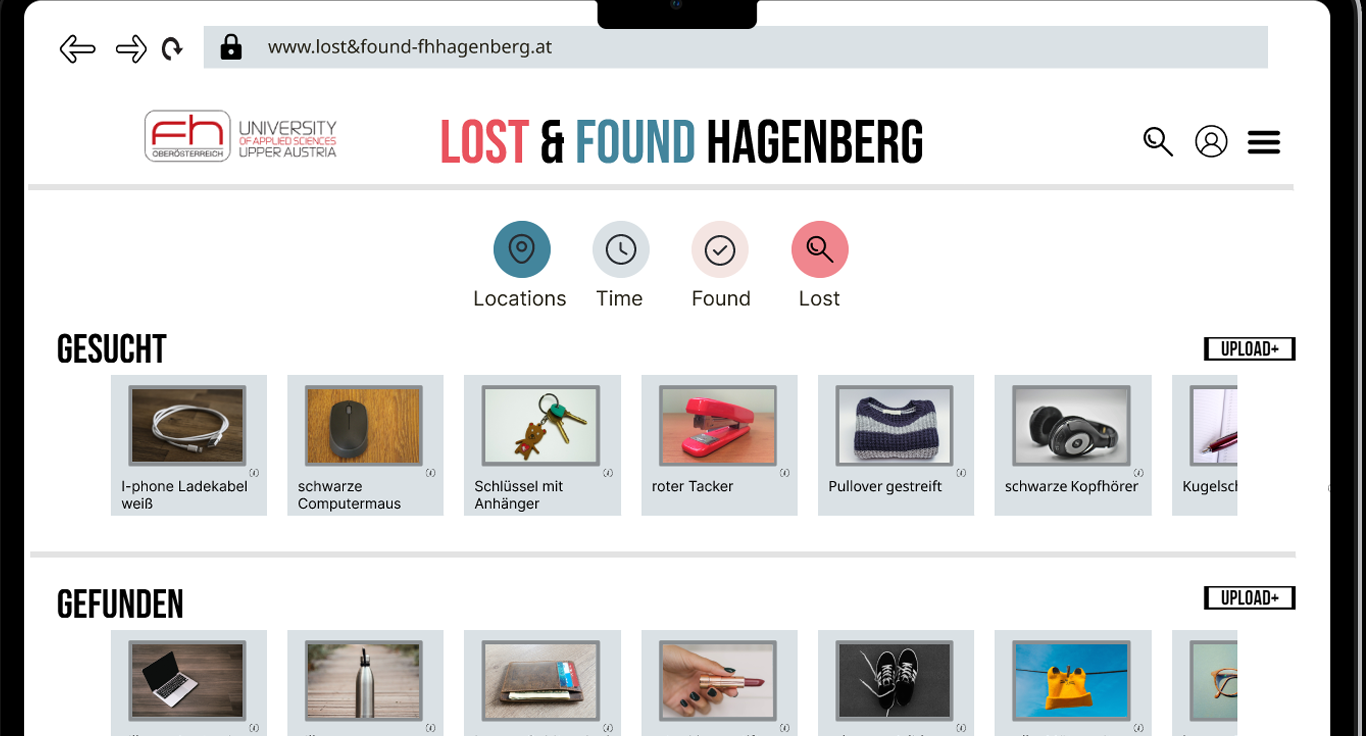 www.lost&found-fhhagenberg.at
fh
OBERÖSTERREICH
UNIVERSITY
OF APPLIED SCIENCES
UPPER AUSTRIA
LOST & FOUND HAGENBERG
Locations
Time
Found
Lost
GESUCHT
UPLOAD+
I-phone Ladekabel
weiß
schwarze
Computermaus
Schlüssel mit
Anhänger
roter Tacker
Pullover gestreift
schwarze Kopfhörer
Kugelsch
GEFUNDEN
UPLOAD+